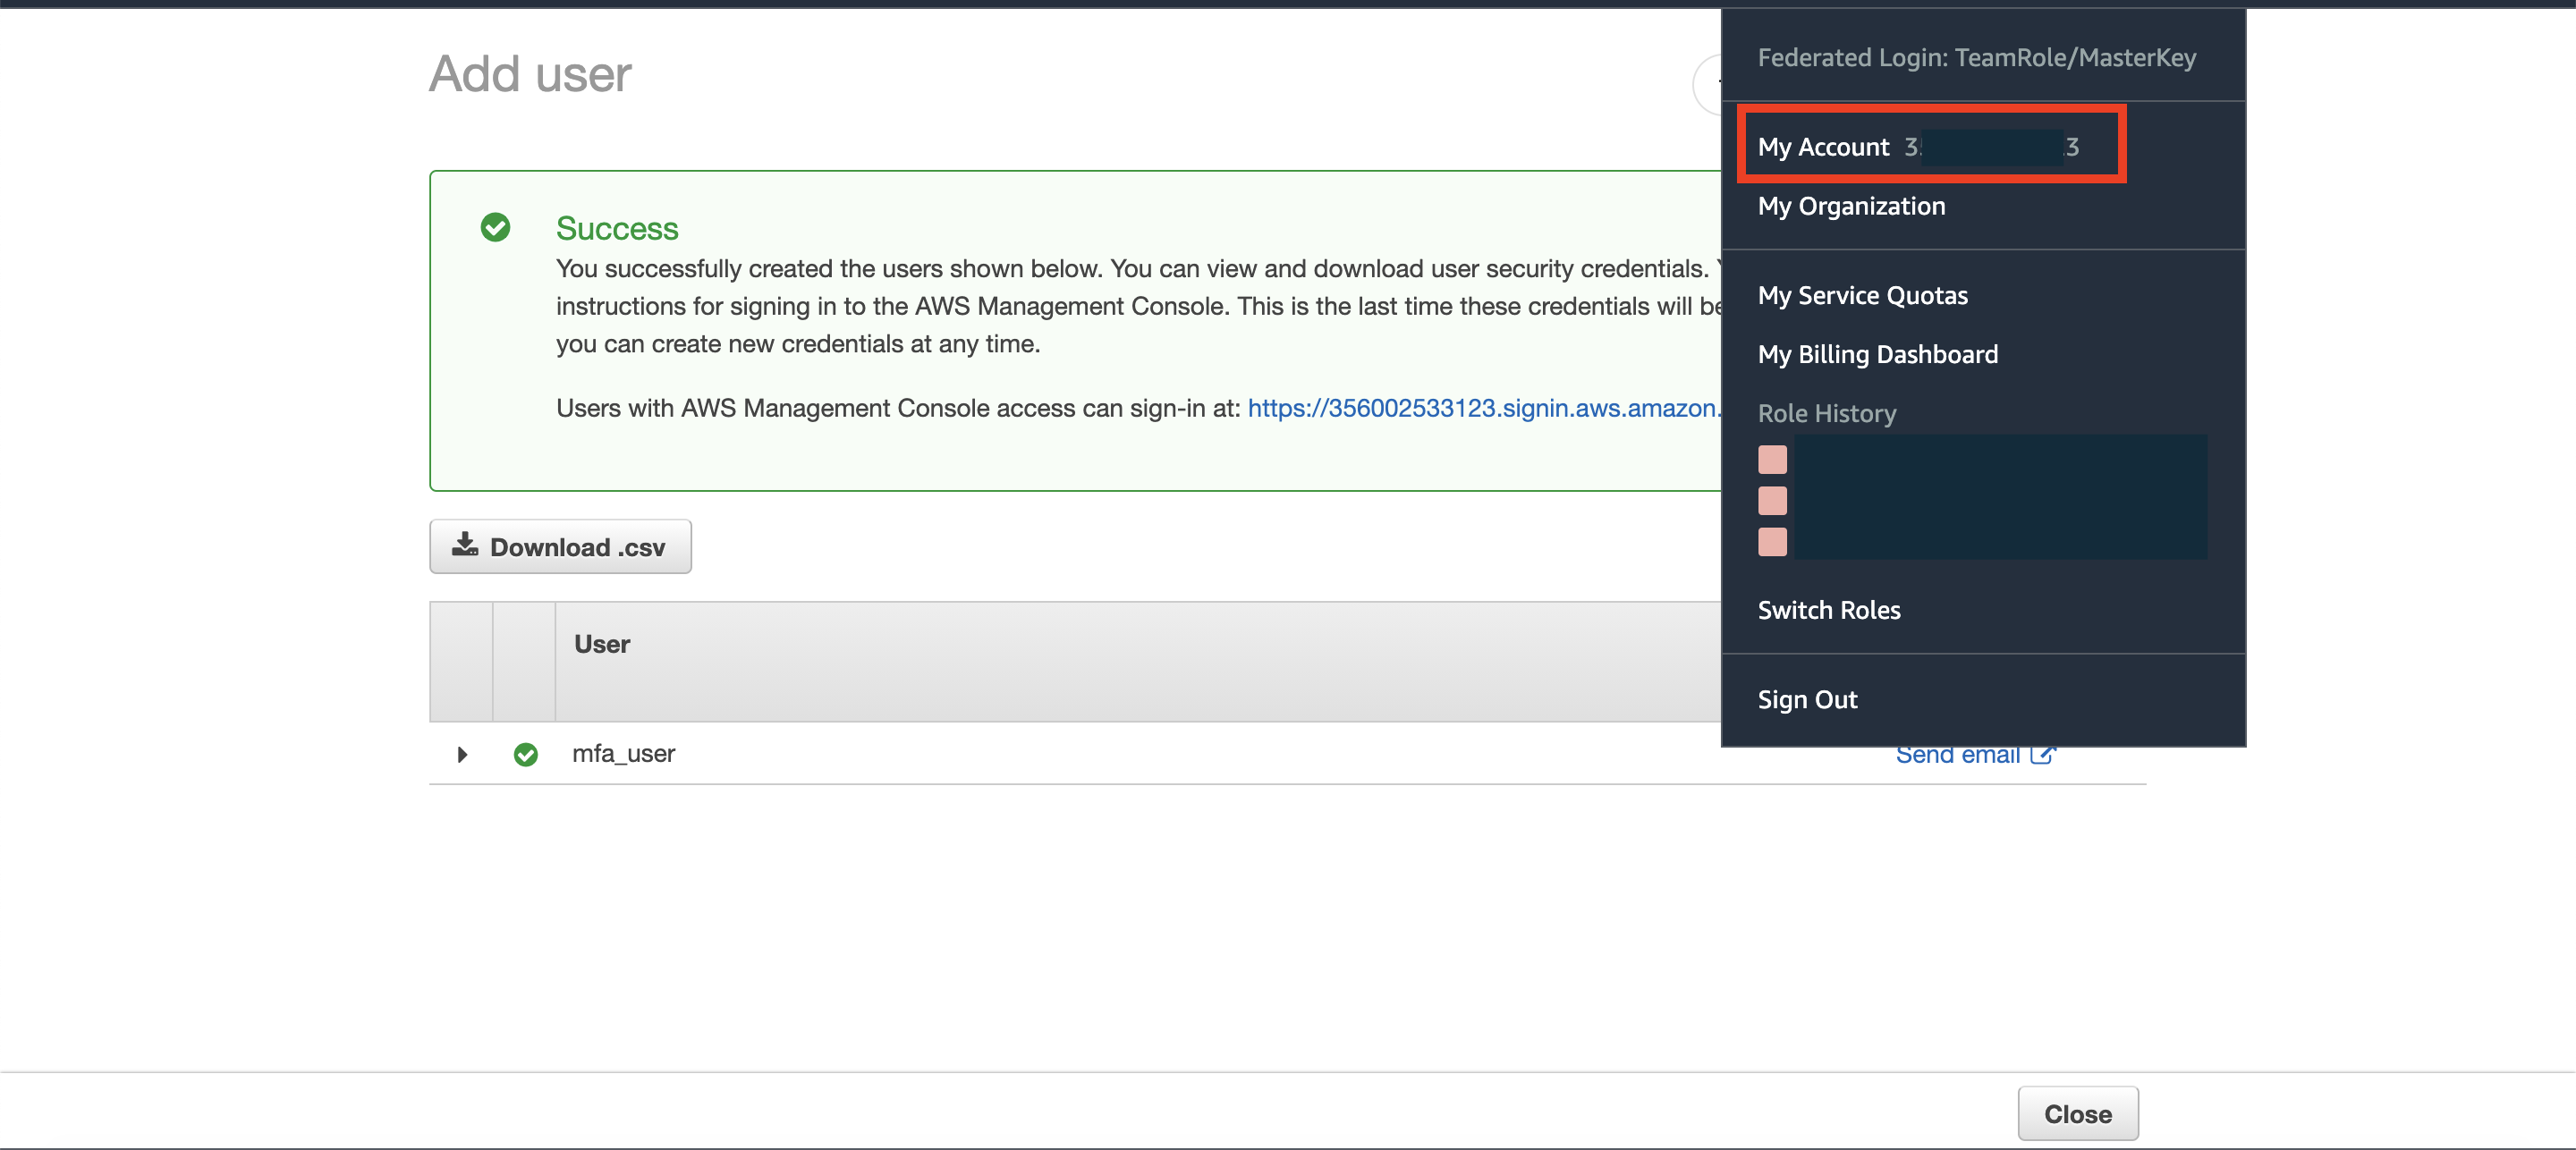 Add user
Success
You successfully created the users shown below. You can view and download user security credentials.
instructions for signing in to the AWS Management Console. This is the last time these credentials will be
you can create new credentials at any time.
Users with AWS Management Console access can sign-in at: https://356002533123.signin.aws.amazon.
Download .csv
User
mfa_user
Send email
Close
Federated Login: TeamRole/MasterKey
My Account 3 3
My Organization
My Service Quotas
My Billing Dashboard
Role History
Switch Roles
Sign Out